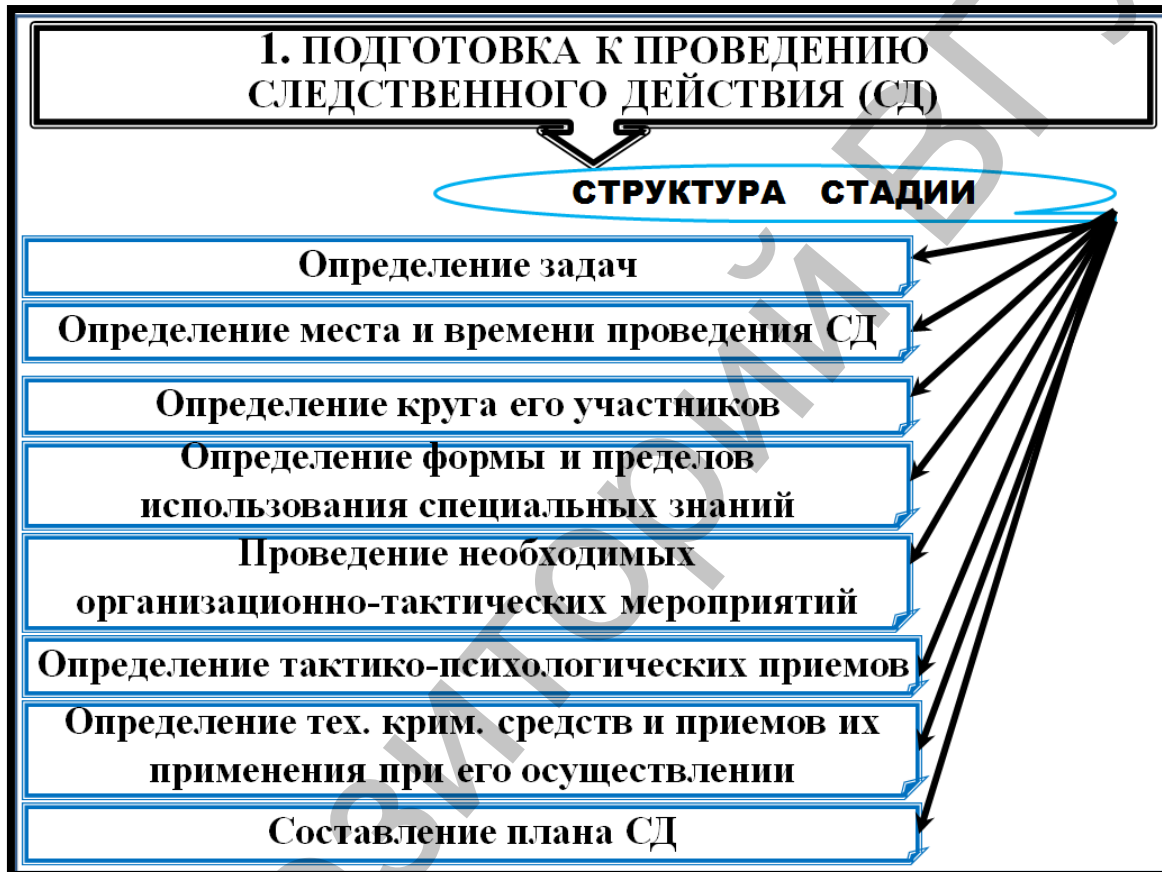 1. ПОДГОТОВКА К ПРОВЕДЕНИЮ
СЛЕДСТВЕННОГО ДЕЙСТВИЯ (СД)
СТРУКТУРА СТАДИИ
Определение задач
Определение места и времени проведения СД
Определение круга его участников
Определение формы и пределов
использования специальных знаний
Проведение необходимых
организационно-тактических мероприятий
Определение тактико-психологических приемов
Определение тех. крим. средств и приемов их
применения при его осуществлении
Составление плана СД